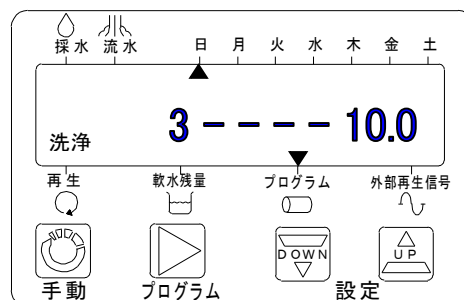 採水 流水 日 月 火 水 木 金 土
洗浄 3 - - - - 10.0
再生 軟水残量 プログラム 外部再生信号
DOWN UP
手動 プログラム 設定